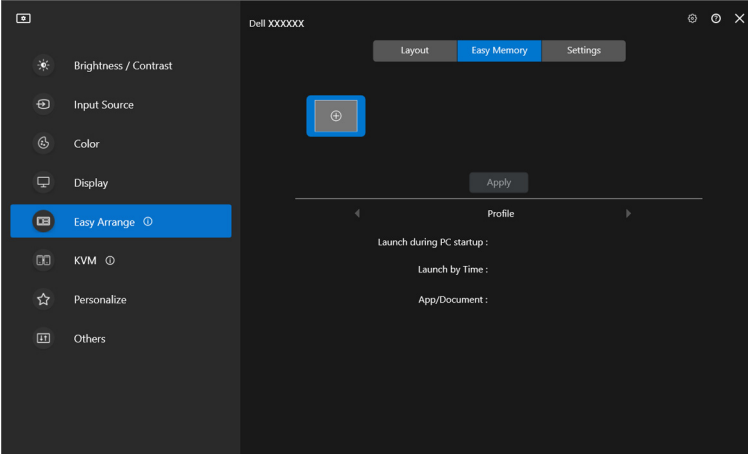 Dell XXXXXX
Layout
Easy Memory
Settings
Brightness / Contrast
Input Source
Color
Display
Easy Arrange
KVM
Personalize
Others
Apply
Profile
Launch during PC startup :
Launch by Time :
App/Document :